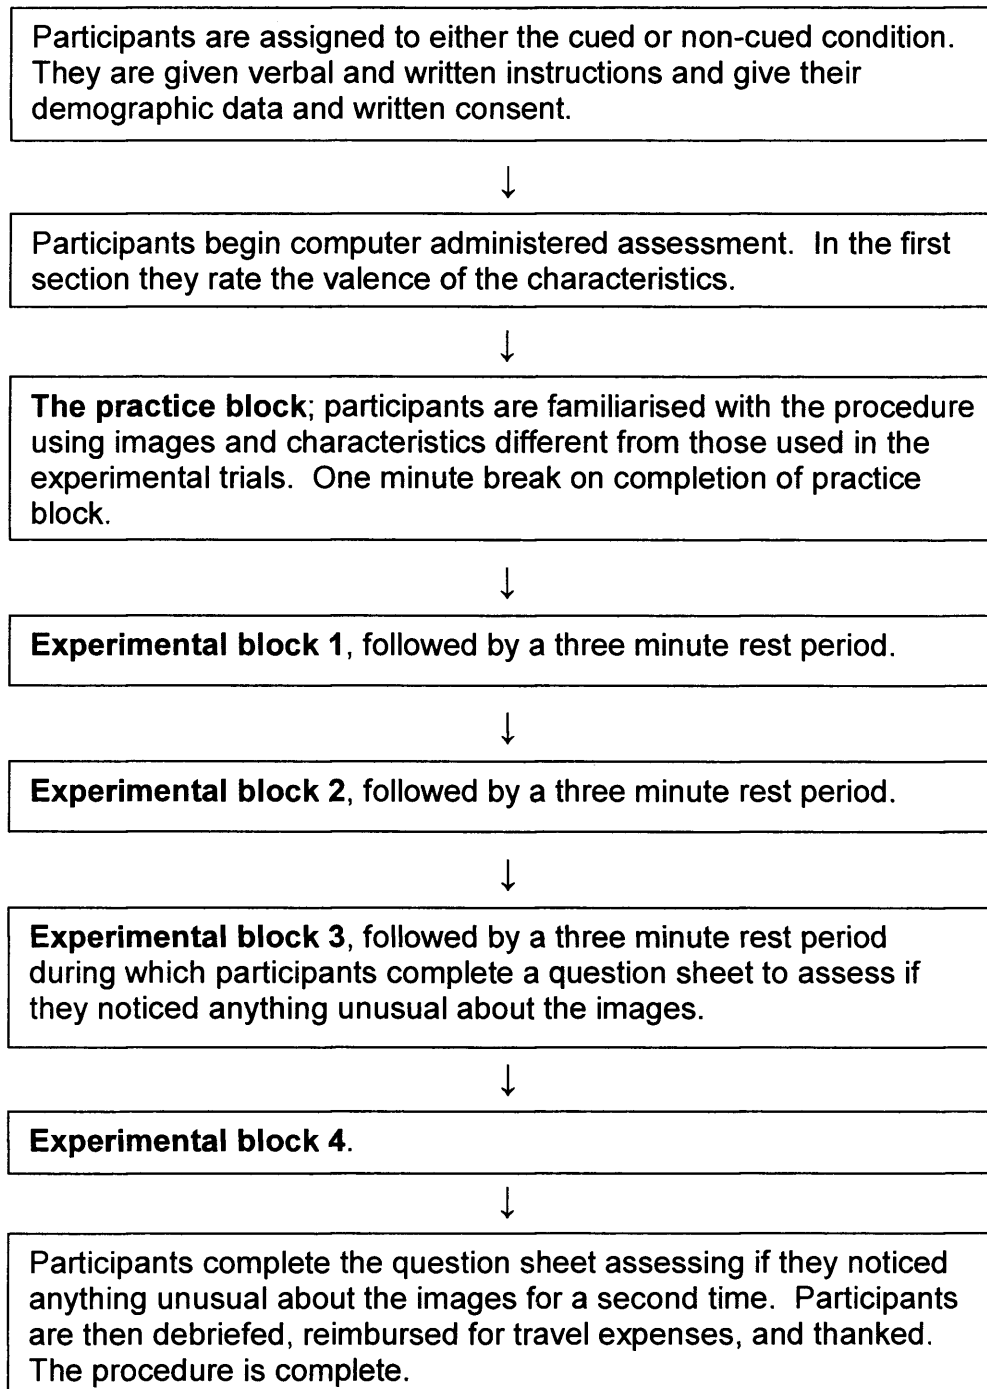 Participants are assigned to either the cued or non-cued condition.
They are given verbal and written instructions and give their
demographic data and written consent.
↓
Participants begin computer administered assessment. In the first
section they rate the valence of the characteristics.
↓
The practice block; participants are familiarised with the procedure
using images and characteristics different from those used in the
experimental trials. One minute break on completion of practice
block.
↓
Experimental block 1, followed by a three minute rest period.
↓
Experimental block 2, followed by a three minute rest period.
↓
Experimental block 3, followed by a three minute rest period
during which participants complete a question sheet to assess if
they noticed anything unusual about the images.
↓
Experimental block 4.
↓
Participants complete the question sheet assessing if they noticed
anything unusual about the images for a second time. Participants
are then debriefed, reimbursed for travel expenses, and thanked.
The procedure is complete.